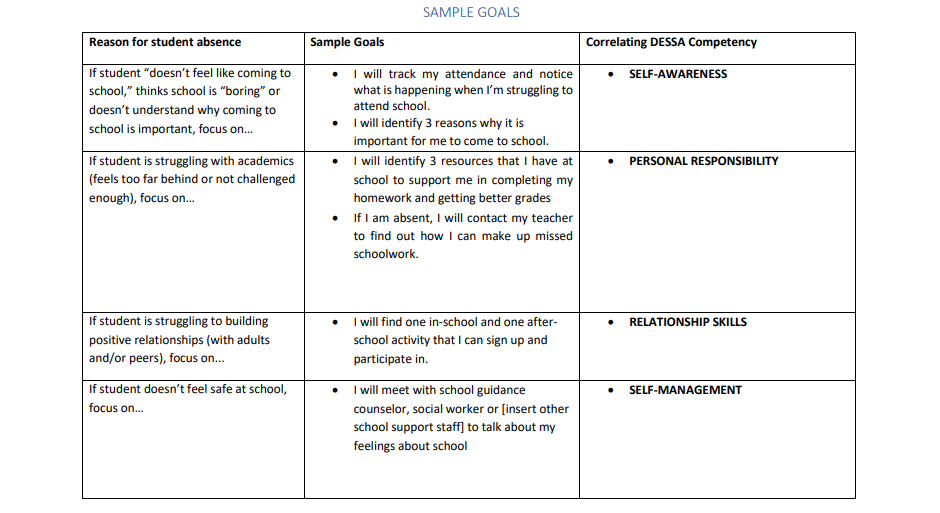 SAMPLE GOALS
Reason for student absence
Sample Goals
Correlating DESSA Competency
If student “doesn’t feel like coming to
school,” thinks school is “boring” or
doesn’t understand why coming to
school is important, focus on…
• I will track my attendance and notice
what is happening when I’m struggling to
attend school.
• I will identify 3 reasons why it is
important for me to come to school.
• SELF-AWARENESS
If student is struggling with academics
(feels too far behind or not challenged
enough), focus on…
• I will identify 3 resources that I have at
school to support me in completing my
homework and getting better grades
• If I am absent, I will contact my teacher
to find out how I can make up missed
schoolwork.
• PERSONAL RESPONSIBILITY
If student is struggling to building
positive relationships (with adults
and/or peers), focus on...
• I will find one in-school and one after-
school activity that I can sign up and
participate in.
• RELATIONSHIP SKILLS
If student doesn’t feel safe at school,
focus on…
• I will meet with school guidance
counselor, social worker or [insert other
school support staff] to talk about my
feelings about school
• SELF-MANAGEMENT